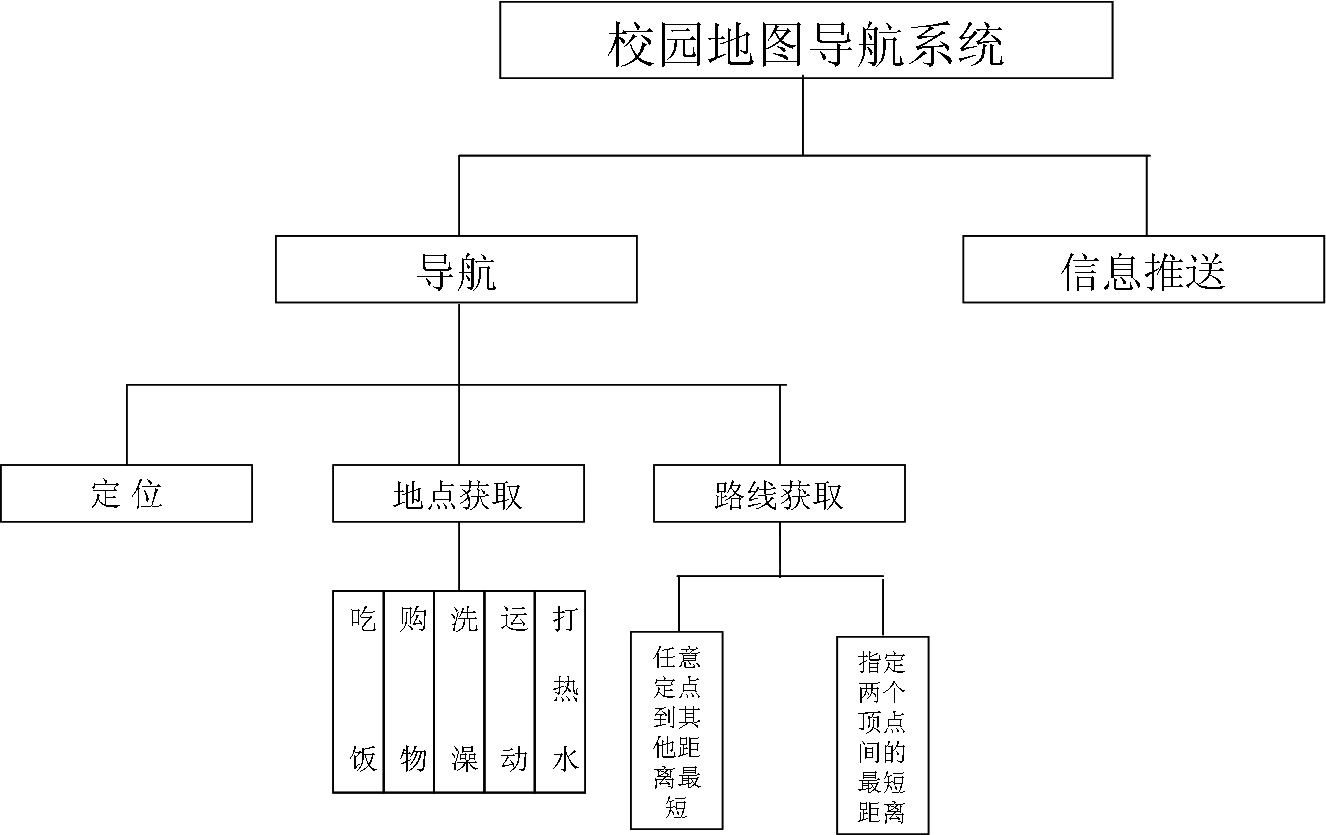 校园地图导航系统
导航
信息推送
定位
地点获取
路线获取
吃饭
购物
洗澡
运动
打热水
任意
定点
到其
他距
离最
短
指定
两个
顶点
间的
最短
距离